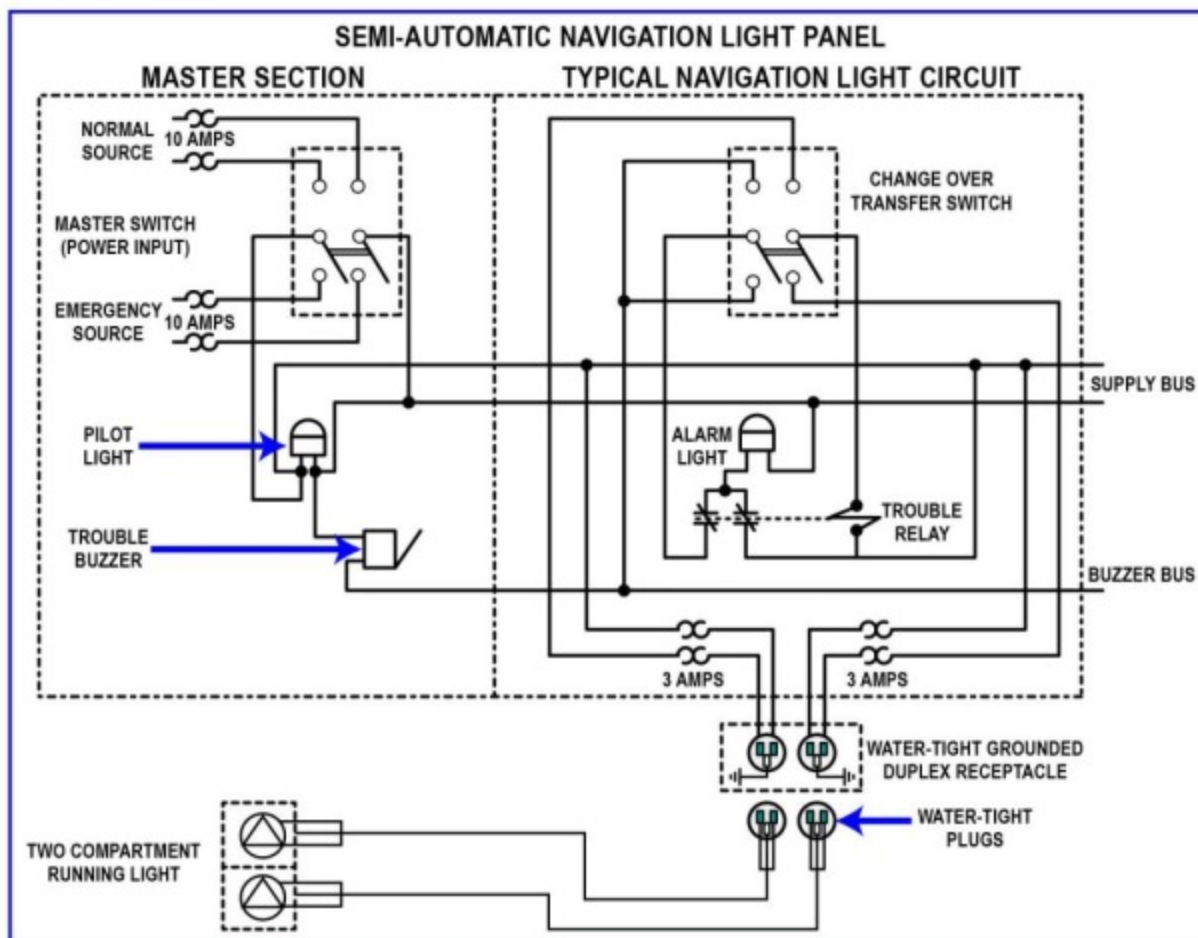 SEMI-AUTOMATIC NAVIGATION LIGHT PANEL
MASTER SECTION
TYPICAL NAVIGATION LIGHT CIRCUIT
NORMAL
SOURCE
10 AMPS
MASTER SWITCH
(POWER INPUT)
EMERGENCY
SOURCE
10 AMPS
CHANGE OVER
TRANSFER SWITCH
SUPPLY BUS
PILOT
LIGHT
ALARM
LIGHT
TROUBLE
BUZZER
TROUBLE
RELAY
BUZZER BUS
3 AMPS
3 AMPS
WATER-TIGHT GROUNDED
DUPLEX RECEPTACLE
WATER-TIGHT
PLUGS
TWO COMPARTMENT
RUNNING LIGHT